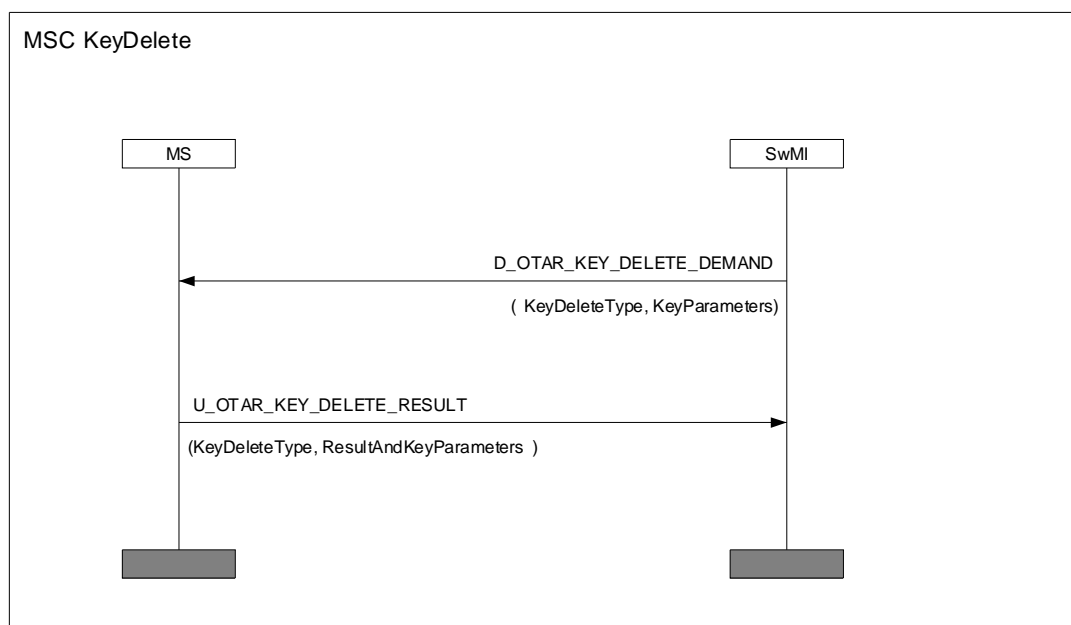 MSC KeyDelete
MS
SwMI
D_OTAR_KEY_DELETE_DEMAND
( KeyDeleteType, KeyParameters)
U_OTAR_KEY_DELETE_RESULT
(KeyDeleteType, ResultAndKeyParameters )